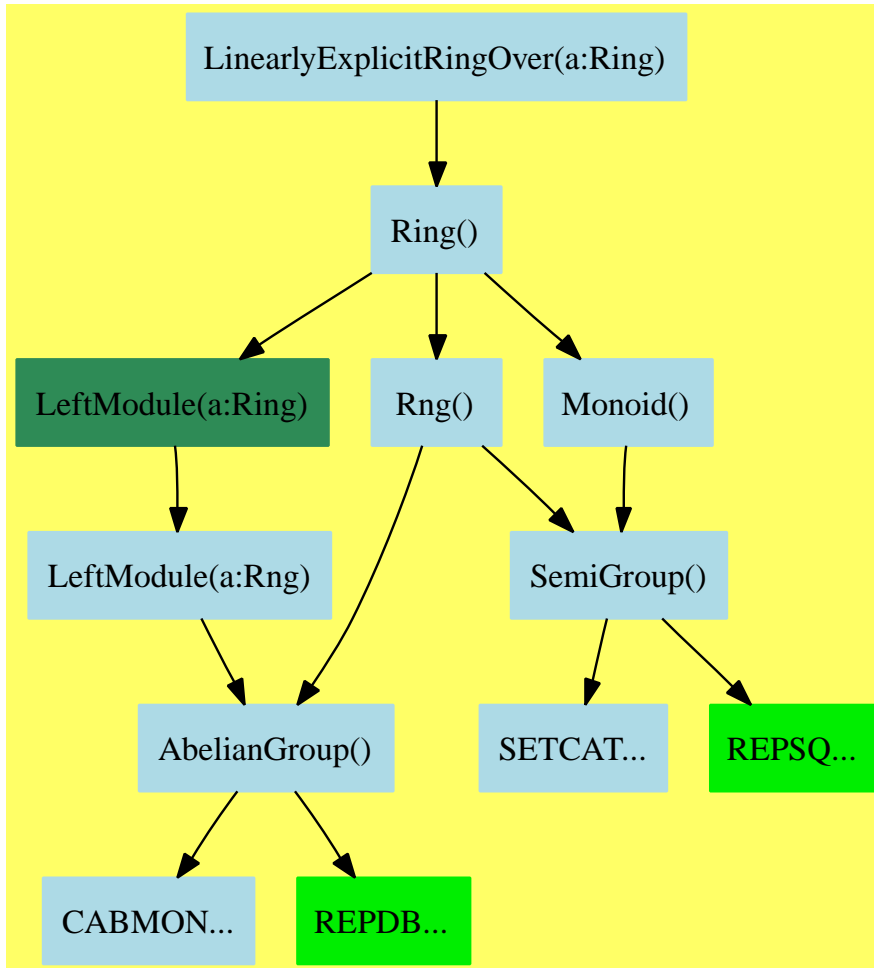 LinearlyExplicitRingOver(a:Ring)
Ring()
LeftModule(a:Ring)
Rng()
Monoid()
LeftModule(a:Rng)
SemiGroup()
AbelianGroup()
SETCAT...
REPSQ...
CABMON...
REPDB...